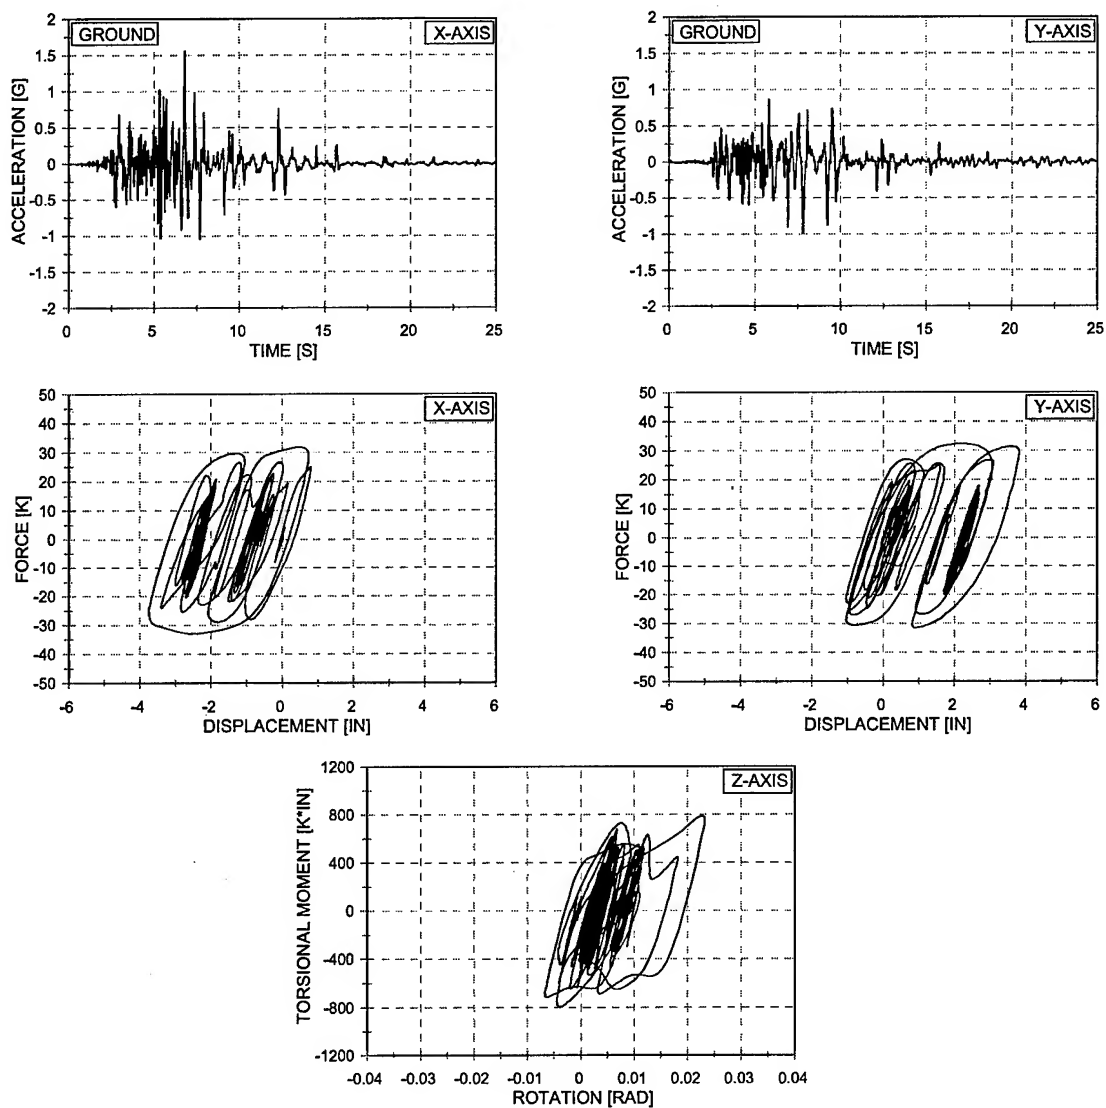 GROUND
X-AXIS
ACCELERATION [G]
2
1.5
1
0.5
0
-0.5
-1
-1.5
-2
0 5 10 15 20 25
TIME [S]
GROUND
Y-AXIS
ACCELERATION [G]
2
1.5
1
0.5
0
-0.5
-1
-1.5
-2
0 5 10 15 20 25
TIME [S]
X-AXIS
FORCE [K]
50
40
30
20
10
0
-10
-20
-30
-40
-50
-6 -4 -2 0 2 4 6
DISPLACEMENT [IN]
Y-AXIS
FORCE [K]
50
40
30
20
10
0
-10
-20
-30
-40
-50
-6 -4 -2 0 2 4 6
DISPLACEMENT [IN]
Z-AXIS
TORSIONAL MOMENT [K*IN]
1200
800
400
0
-400
-800
-1200
-0.04 -0.03 -0.02 -0.01 0 0.01 0.02 0.03 0.04
ROTATION [RAD]